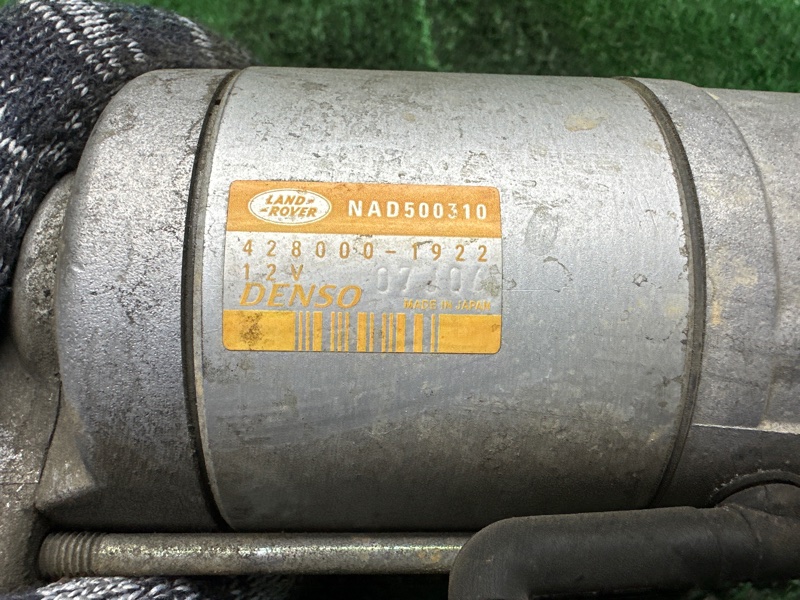 LAND-
-ROVER
NAD500310
428000-1922
12V
DENSO
MADE IN JAPAN